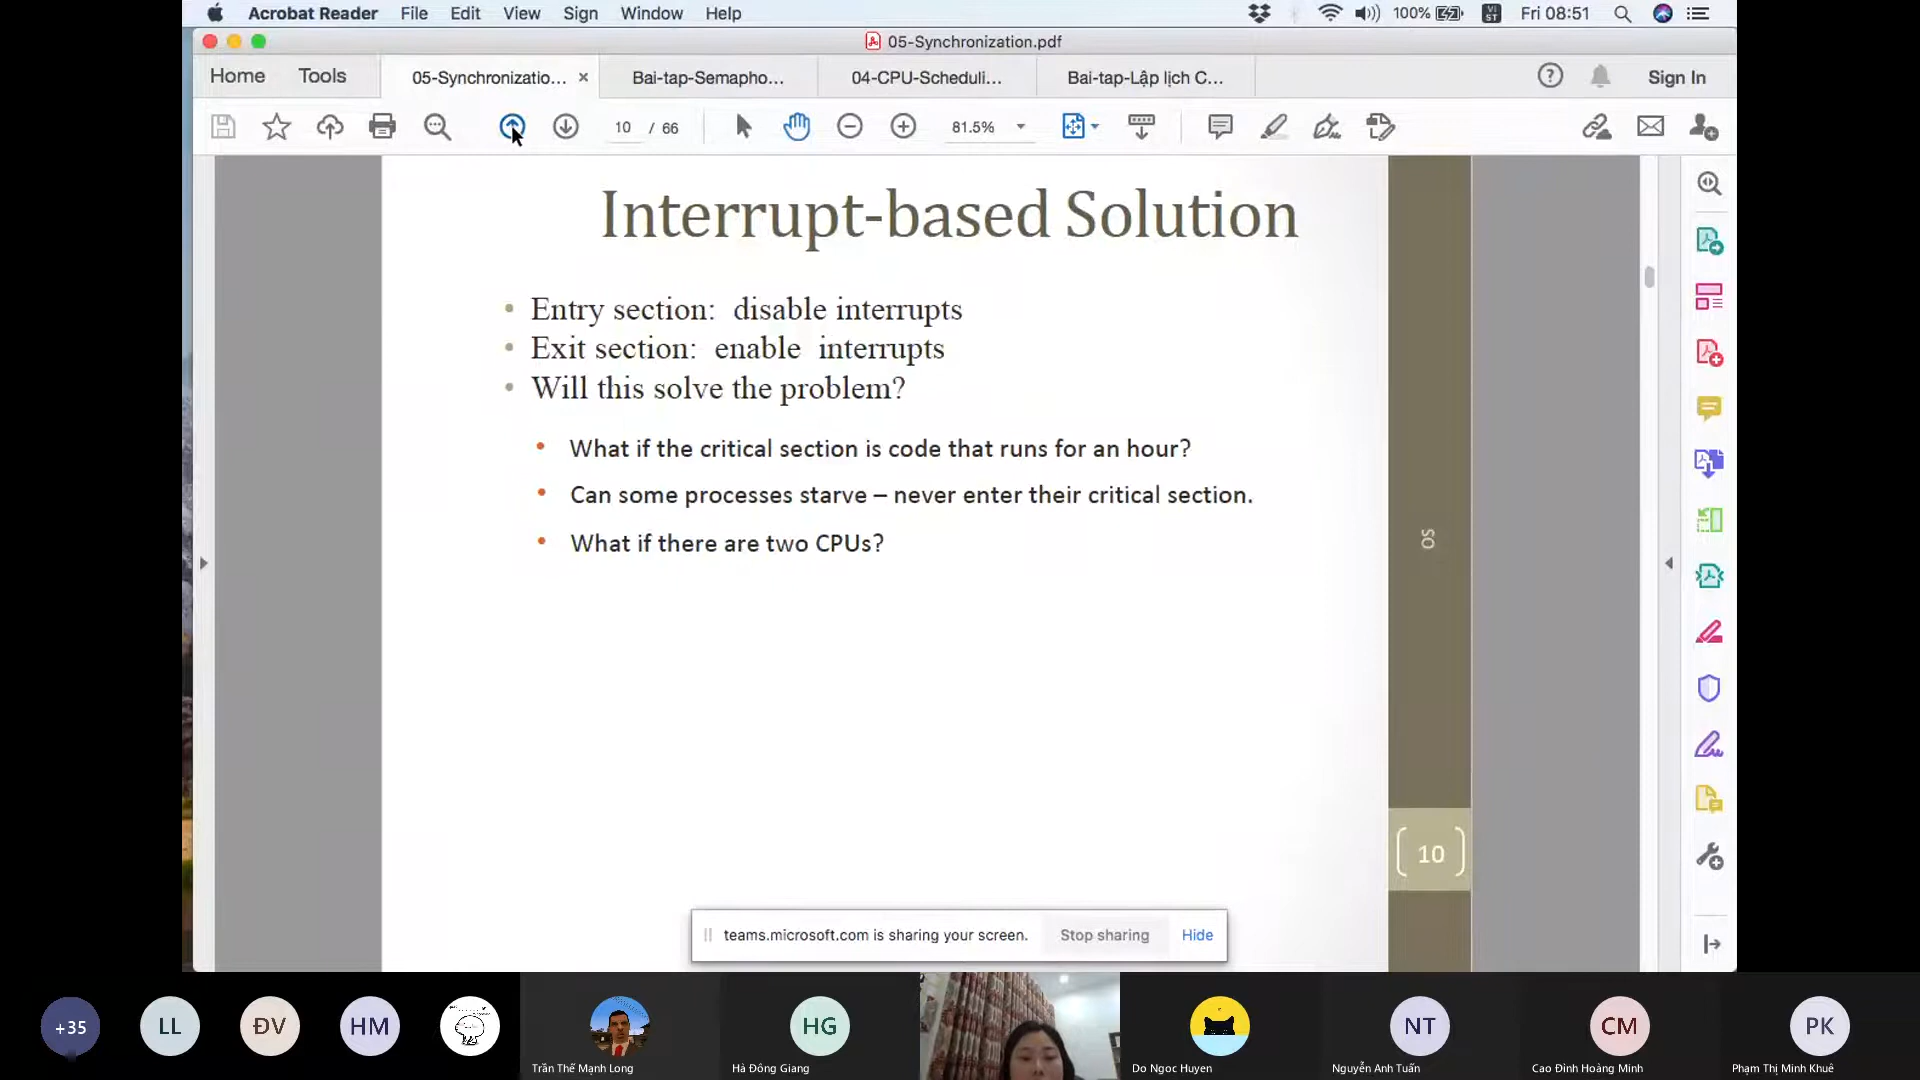 Acrobat Reader File Edit View Sign Window Help 100% VI ST Fri 08:51
05-Synchronization.pdf
Home Tools 05-Synchronizatio... × Bai-tap-Semapho... 04-CPU-Scheduli... Bai-tap-Lập lịch C... ? Sign In
10 / 66 81.5%
Interrupt-based Solution
• Entry section: disable interrupts
• Exit section: enable interrupts
• Will this solve the problem?
• What if the critical section is code that runs for an hour?
• Can some processes starve – never enter their critical section.
• What if there are two CPUs?
OS
10
teams.microsoft.com is sharing your screen. Stop sharing Hide
+35 LL ĐV HM HG NT CM PK
Trần Thế Mạnh Long Hà Đông Giang Do Ngoc Huyen Nguyễn Anh Tuấn Cao Đình Hoàng Minh Phạm Thị Minh Khuê